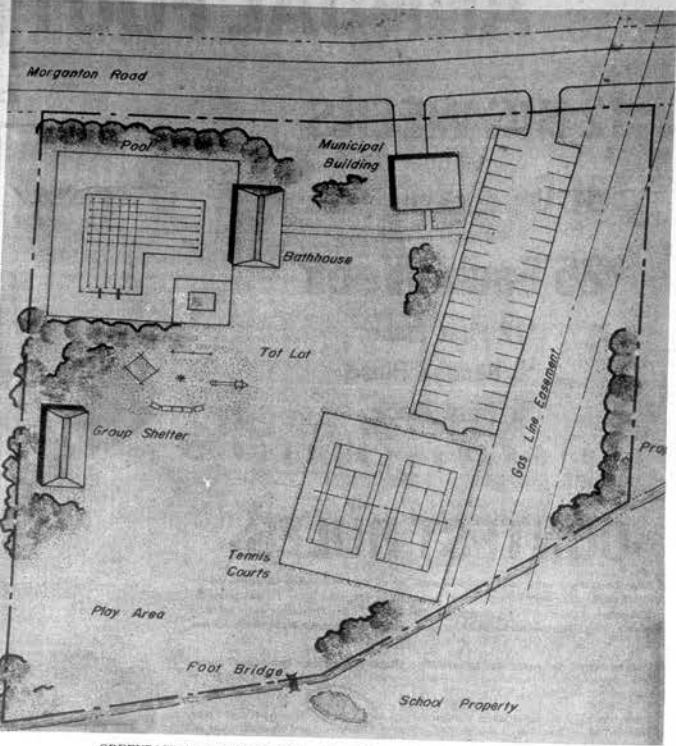 Morganton Road
Pool
Municipal
Building
Bathhouse
Tot Lot
Group Shelter
Gas Line Easement
Tennis
Courts
Play Area
Foot Bridge
School Property